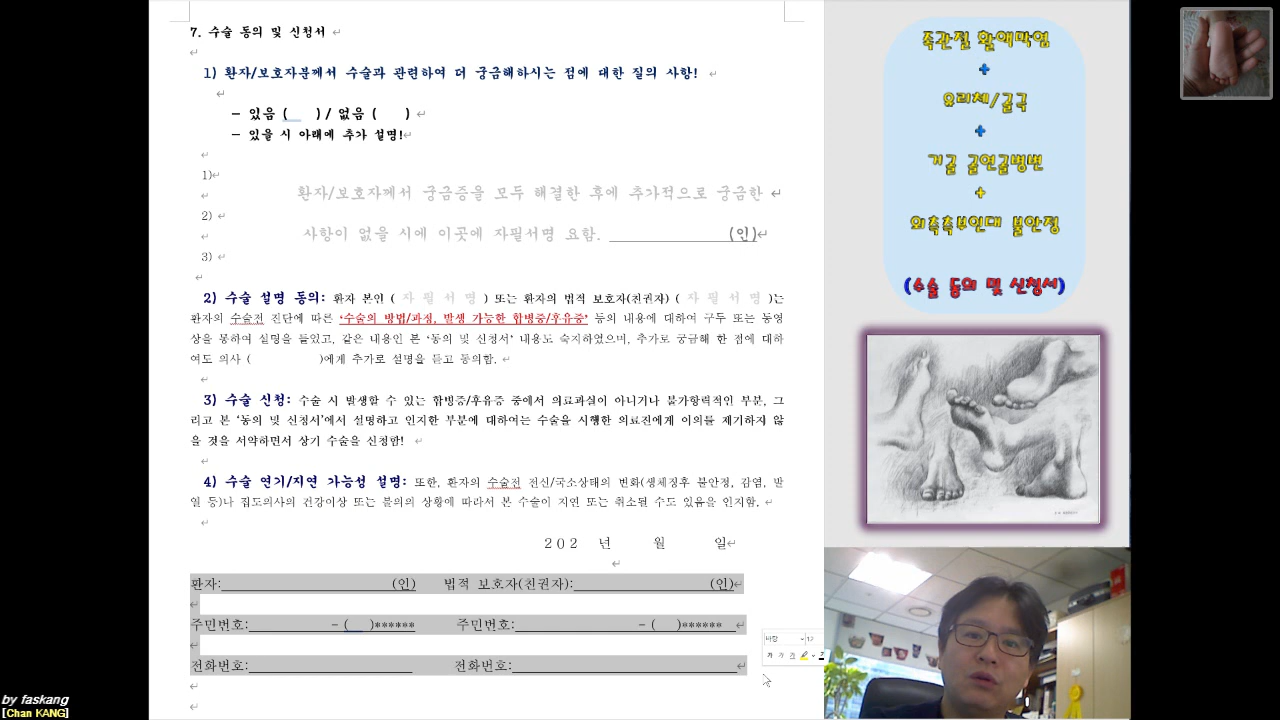 7. 수술 동의 및 신청서
1) 환자/보호자분께서 수술과 관련하여 더 궁금해하시는 점에 대한 질의 사항!
- 있음 (   ) / 없음 (   )
- 있을 시 아래에 추가 설명!
1)
환자/보호자께서 궁금증을 모두 해결한 후에 추가적으로 궁금한
2)
사항이 없을 시에 이곳에 자필서명 요함. ______________(인)
3)
2) 수술 설명 동의: 환자 본인 ( 자 필 서 명 ) 또는 환자의 법적 보호자(친권자) ( 자 필 서 명 )는
환자의 수술전 진단에 따른 '수술의 방법/과정, 발생 가능한 합병증/후유증' 등의 내용에 대하여 구두 또는 동영
상을 통하여 설명을 들었고, 같은 내용인 본 '동의 및 신청서' 내용도 숙지하였으며, 추가로 궁금해 한 점에 대하
여도 의사 (          )에게 추가로 설명을 듣고 동의함.
3) 수술 신청: 수술 시 발생할 수 있는 합병증/후유증 중에서 의료과실이 아니거나 불가항력적인 부분, 그
리고 본 '동의 및 신청서'에서 설명하고 인지한 부분에 대하여는 수술을 시행한 의료진에게 이의를 제기하지 않
을 것을 서약하면서 상기 수술을 신청함!
4) 수술 연기/지연 가능성 설명: 또한, 환자의 수술전 전신/국소상태의 변화(생체징후 불안정, 감염, 발
열 등)나 집도의사의 건강이상 또는 불의의 상황에 따라서 본 수술이 지연 또는 취소될 수도 있음을 인지함.
202  년   월   일
환자:______________(인)   법적 보호자(친권자):______________(인)
주민번호:__________ - (   )******   주민번호:______________ - (   )******
전화번호:______________   전화번호:______________
바탕 12
가 가 가
족관절 활액막염
+
유리체/골극
+
거골 골연골병변
+
외측측부인대 불안정
(수술 동의 및 신청서)
by faskang
[Chan KANG]